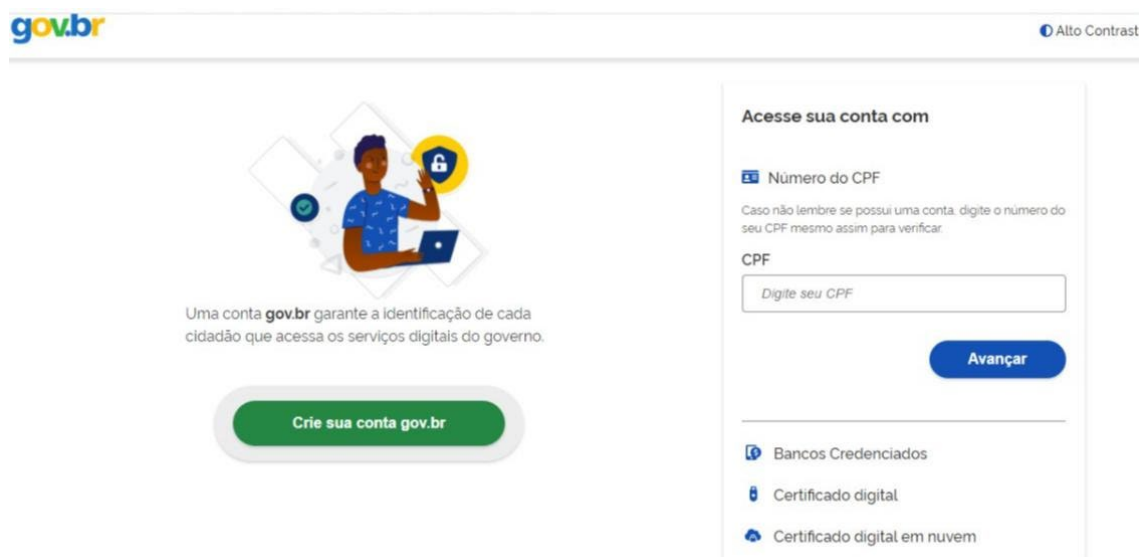 gov.br
Alto Contrast
Uma conta gov.br garante a identificação de cada
cidadão que acessa os serviços digitais do governo.
Crie sua conta gov.br
Acesse sua conta com
Número do CPF
Caso não lembre se possui uma conta, digite o número do
seu CPF mesmo assim para verificar.
CPF
Digite seu CPF
Avançar
Bancos Credenciados
Certificado digital
Certificado digital em nuvem